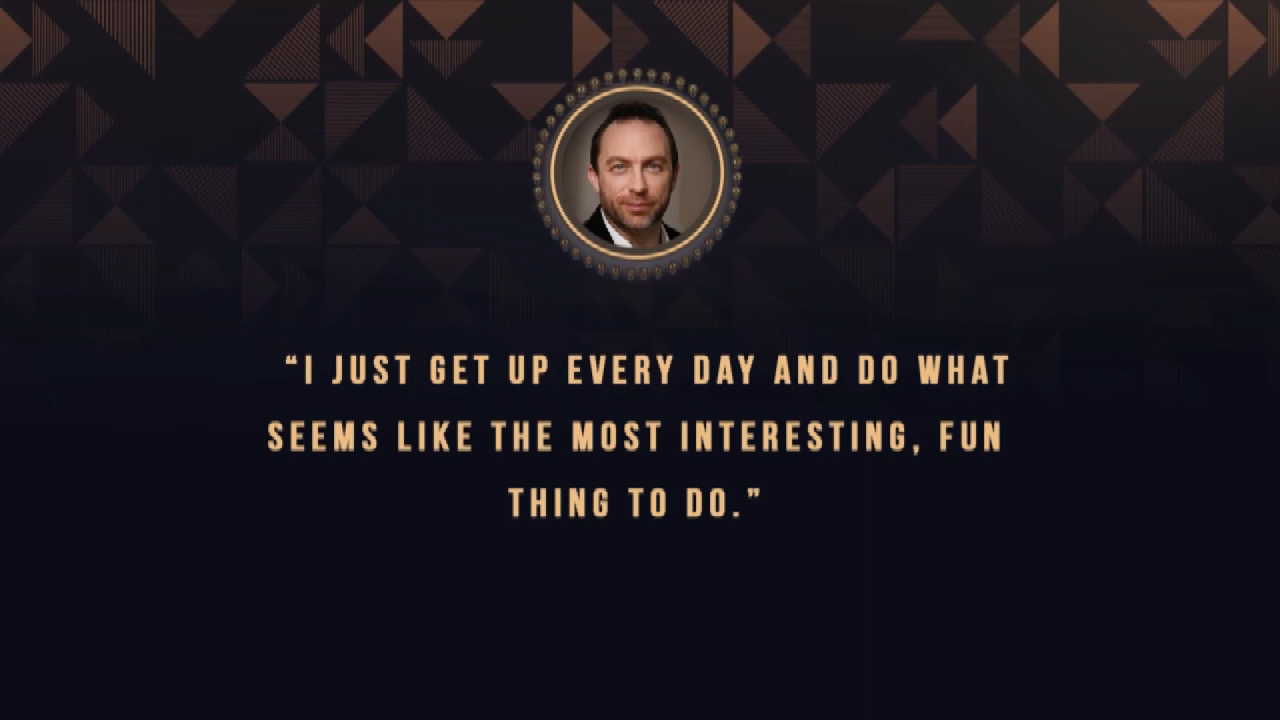 “I JUST GET UP EVERY DAY AND DO WHAT
SEEMS LIKE THE MOST INTERESTING, FUN
THING TO DO.”